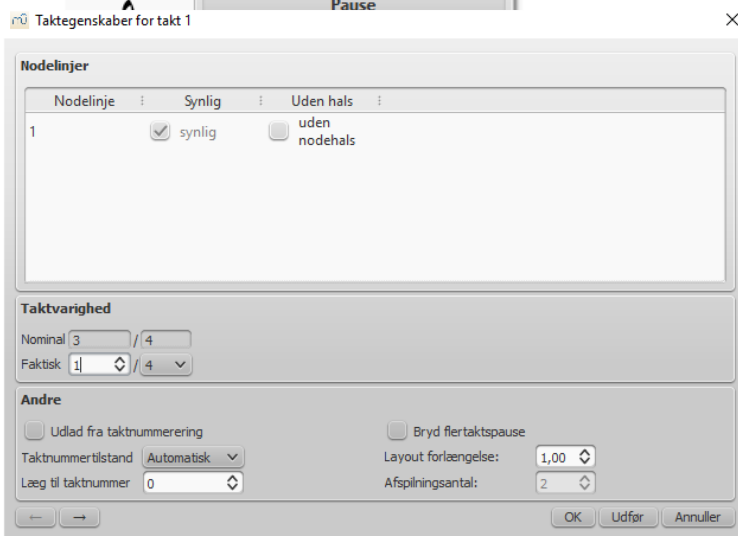 Pause
Taktegenskaber for takt 1
Nodelinjer
Nodelinje Synlig Uden hals
1 synlig uden nodehals
Taktvarighed
Nominal 3 / 4
Faktisk 1 / 4
Andre
Udlad fra taktnummerering Bryd flertaktspause
Taktnummertilstand Automatisk Layout forlængelse: 1,00
Læg til taktnummer 0 Afspilningsantal: 2
← → OK Udfør Annuller